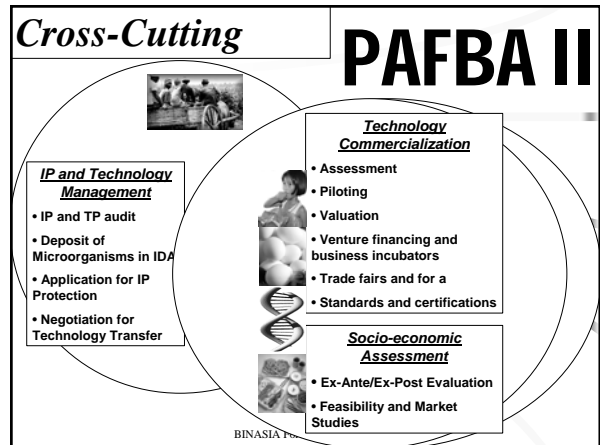 Cross-Cutting
PAFBA II
IP and Technology
Management
• IP and TP audit
• Deposit of
Microorganisms in IDA
• Application for IP
Protection
• Negotiation for
Technology Transfer
Technology
Commercialization
• Assessment
• Piloting
• Valuation
• Venture financing and
business incubators
• Trade fairs and for a
• Standards and certifications
Socio-economic
Assessment
• Ex-Ante/Ex-Post Evaluation
• Feasibility and Market
Studies
BINASIA